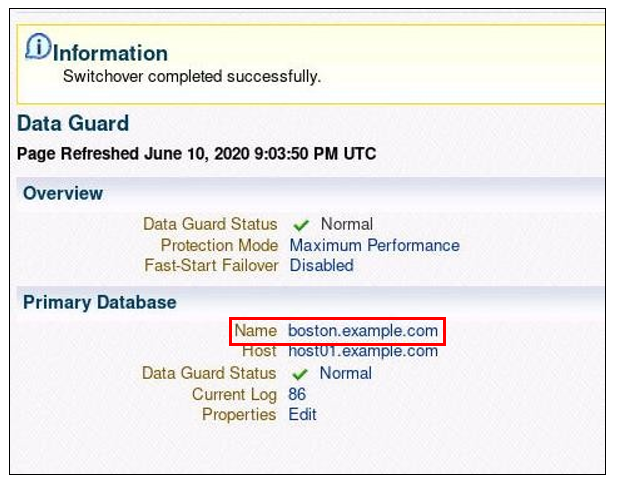 Information
Switchover completed successfully.
Data Guard
Page Refreshed June 10, 2020 9:03:50 PM UTC
Overview
Data Guard Status Normal
Protection Mode Maximum Performance
Fast-Start Failover Disabled
Primary Database
Name boston.example.com
Host host01.example.com
Data Guard Status Normal
Current Log 86
Properties Edit